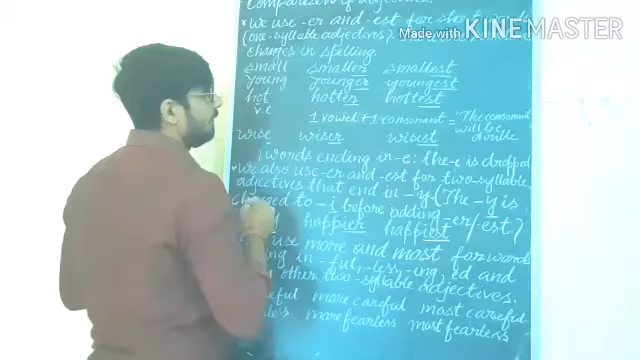 Comparison of adjectives.
Made with KINEMASTER
* we use -er and -est for short
(one-syllable adjectives)
changes in spelling.
small smaller smallest
young younger youngest
hot hotter hottest
v.c
1 vowel + 1 consonant = The consonant
will be
double
wise wiser wisest
words ending in -e: the -e is dropped
* we also use -er and -est for two-syllable
adjectives that end in -y (The -y is
changed to -i before adding -er/-est)
happier happiest
use more and most for words
in -ful, -less, -ing, ed and
other two-syllable adjectives.
more careful most careful
more fearless most fearless